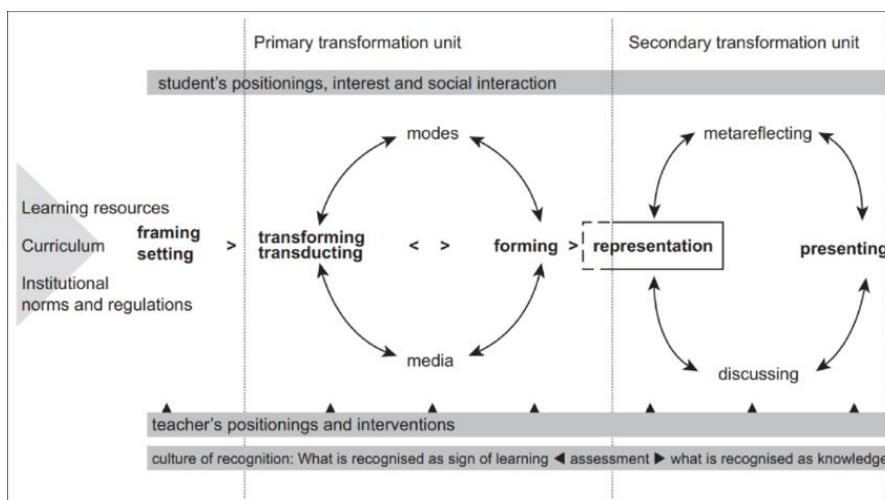 Primary transformation unit
Secondary transformation unit
student's positionings, interest and social interaction
modes
metareflecting
Learning resources
Curriculum
Institutional
norms and regulations
framing
setting
>
transforming
transducting
< >
forming
>
representation
presenting
media
discussing
teacher's positionings and interventions
culture of recognition: What is recognised as sign of learning ◀ assessment ▶ what is recognised as knowledge